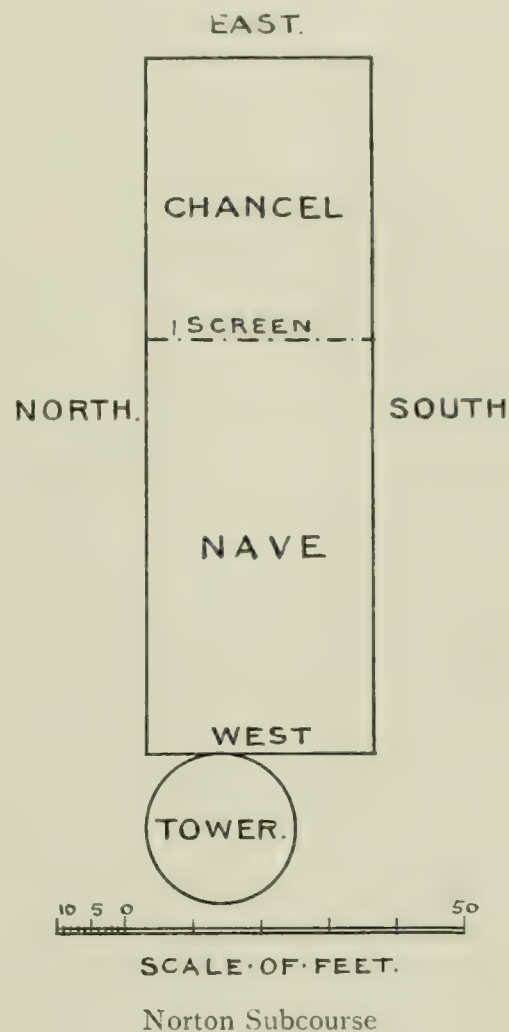 EAST.
CHANCEL
SCREEN
NORTH. SOUTH
NAVE
WEST
TOWER.
10 5 0 50
SCALE·OF·FEET.
Norton Subcourse